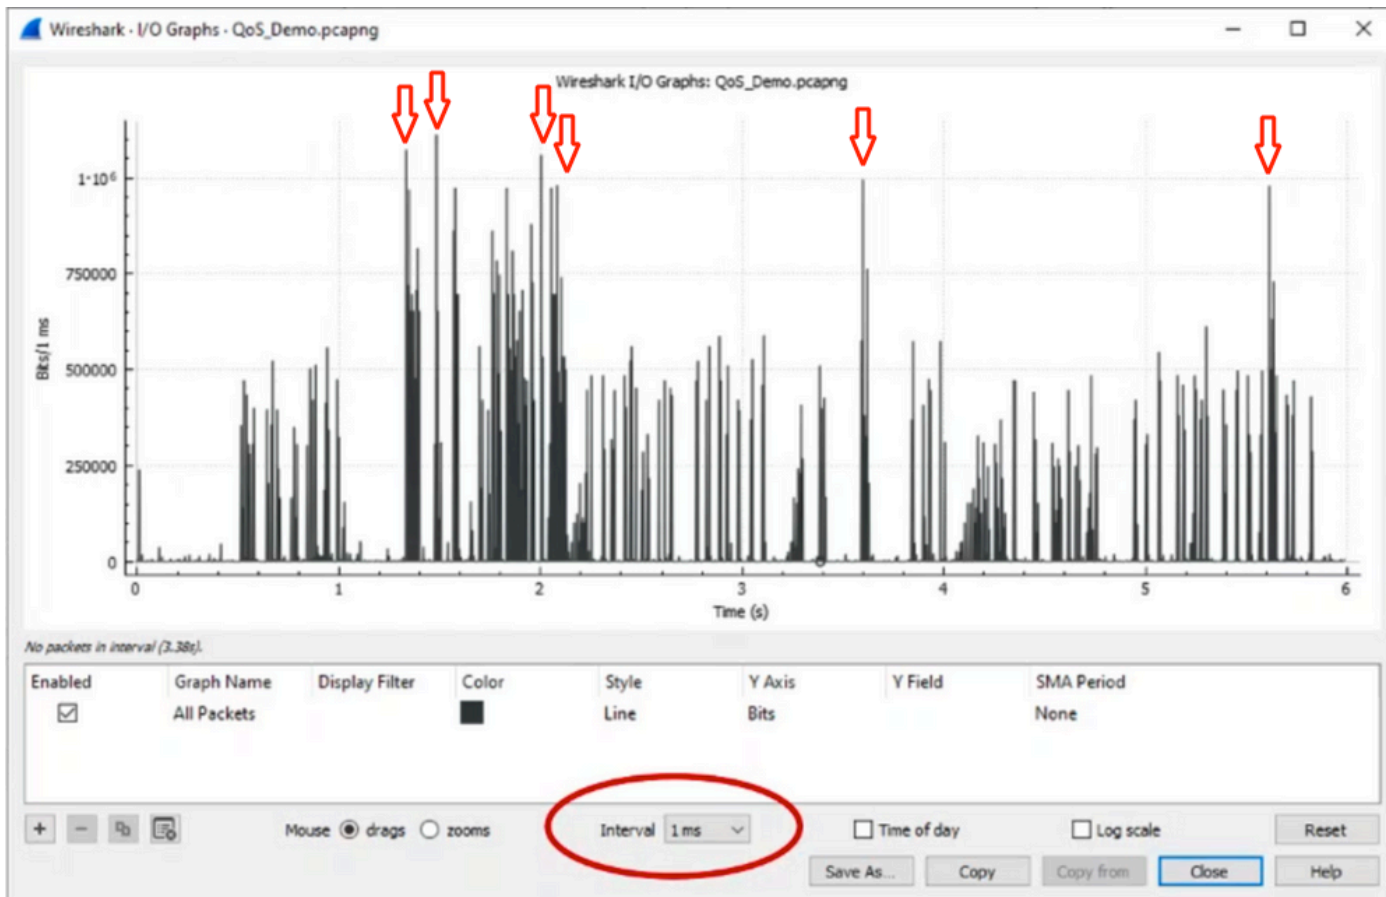 Wireshark · I/O Graphs · QoS_Demo.pcapng
Wireshark I/O Graphs: QoS_Demo.pcapng
1·10⁶
750000
500000
250000
0
Bits/1 ms
0 1 2 3 4 5 6
Time (s)
No packets in interval (3.38s).
Enabled Graph Name Display Filter Color Style Y Axis Y Field SMA Period
All Packets Line Bits None
Mouse drags zooms Interval 1 ms Time of day Log scale Reset
Save As... Copy Copy from Close Help